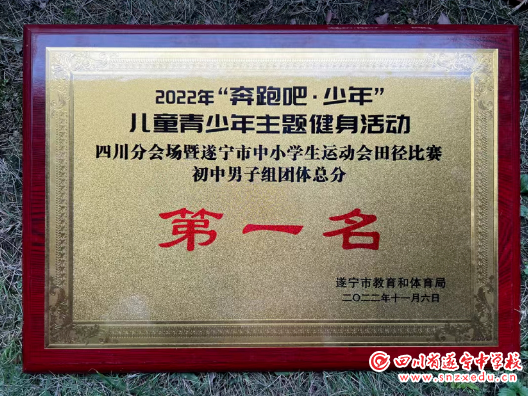 2022年“奔跑吧·少年”
儿童青少年主题健身活动
四川分会场暨遂宁市中小学生运动会田径比赛
初中男子组团体总分
第一名
遂宁市教育和体育局
二〇二二年十一月六日
四川省遂宁中学校
www.snzxedu.cn